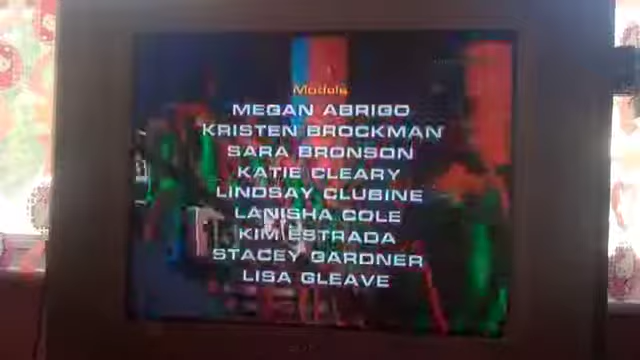 Models
MEGAN ABRIGO
KRISTEN BROCKMAN
SARA BRONSON
KATIE CLEARY
LINDSAY CLUBINE
LANISHA COLE
KIM ESTRADA
STACEY GARDNER
LISA GLEAVE